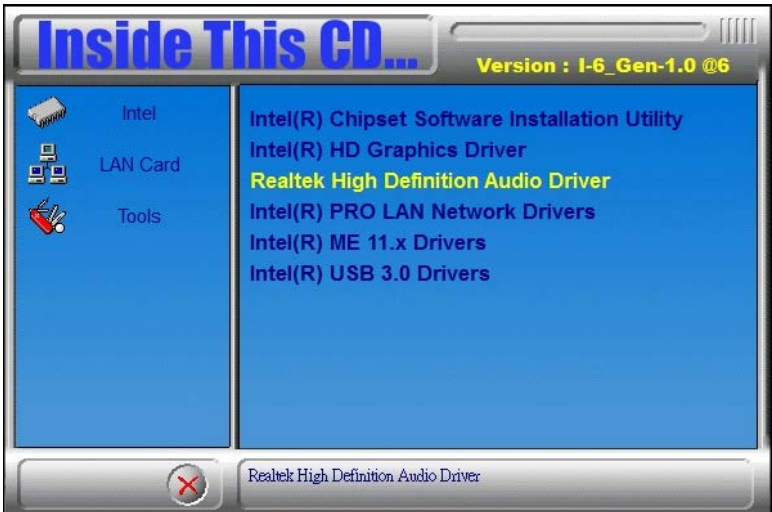 Inside This CD...
Version : I-6_Gen-1.0 @6
Intel
LAN Card
Tools
Intel(R) Chipset Software Installation Utility
Intel(R) HD Graphics Driver
Realtek High Definition Audio Driver
Intel(R) PRO LAN Network Drivers
Intel(R) ME 11.x Drivers
Intel(R) USB 3.0 Drivers
Realtek High Definition Audio Driver